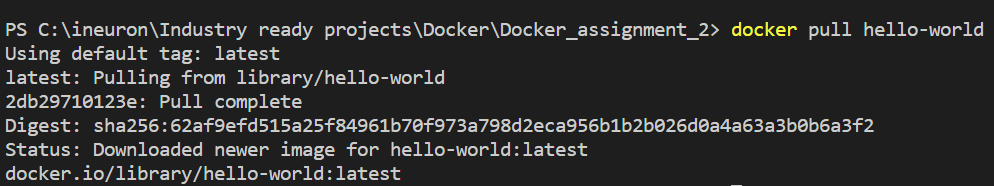 PS C:\ineuron\Industry ready projects\Docker\Docker_assignment_2> docker pull hello-world
Using default tag: latest
latest: Pulling from library/hello-world
2db29710123e: Pull complete
Digest: sha256:62af9efd515a25f84961b70f973a798d2eca956b1b2b026d0a4a63a3b0b6a3f2
Status: Downloaded newer image for hello-world:latest
docker.io/library/hello-world:latest